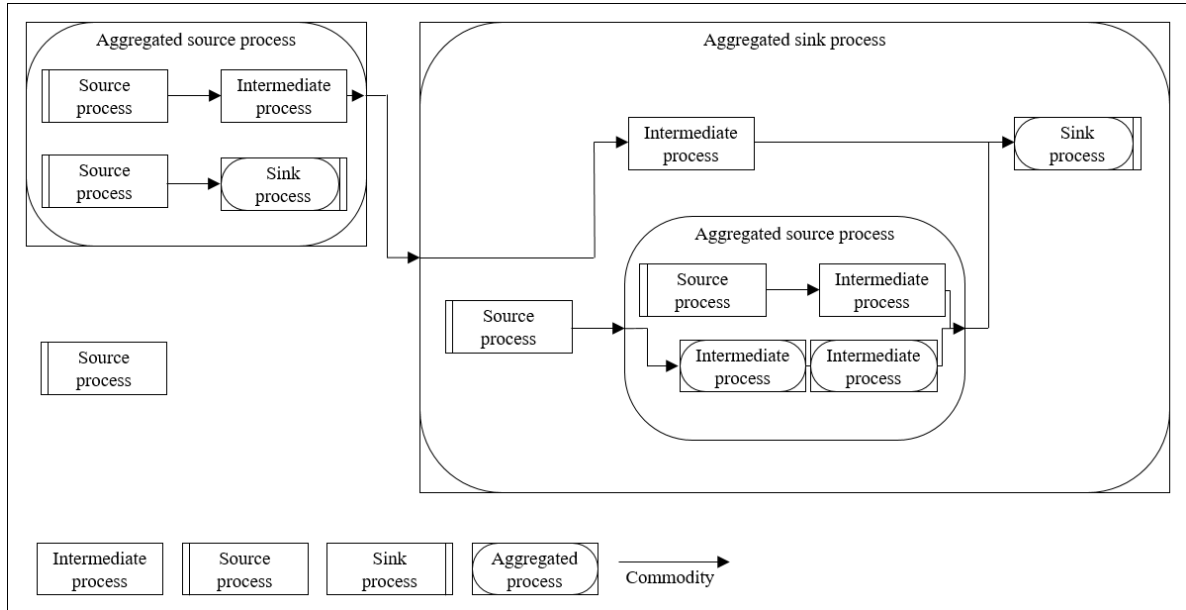 Aggregated source process
Source
process
Intermediate
process
Source
process
Sink
process
Source
process
Aggregated sink process
Intermediate
process
Sink
process
Aggregated source process
Source
process
Source
process
Intermediate
process
Intermediate
process
Intermediate
process
Intermediate
process
Source
process
Sink
process
Aggregated
process
Commodity